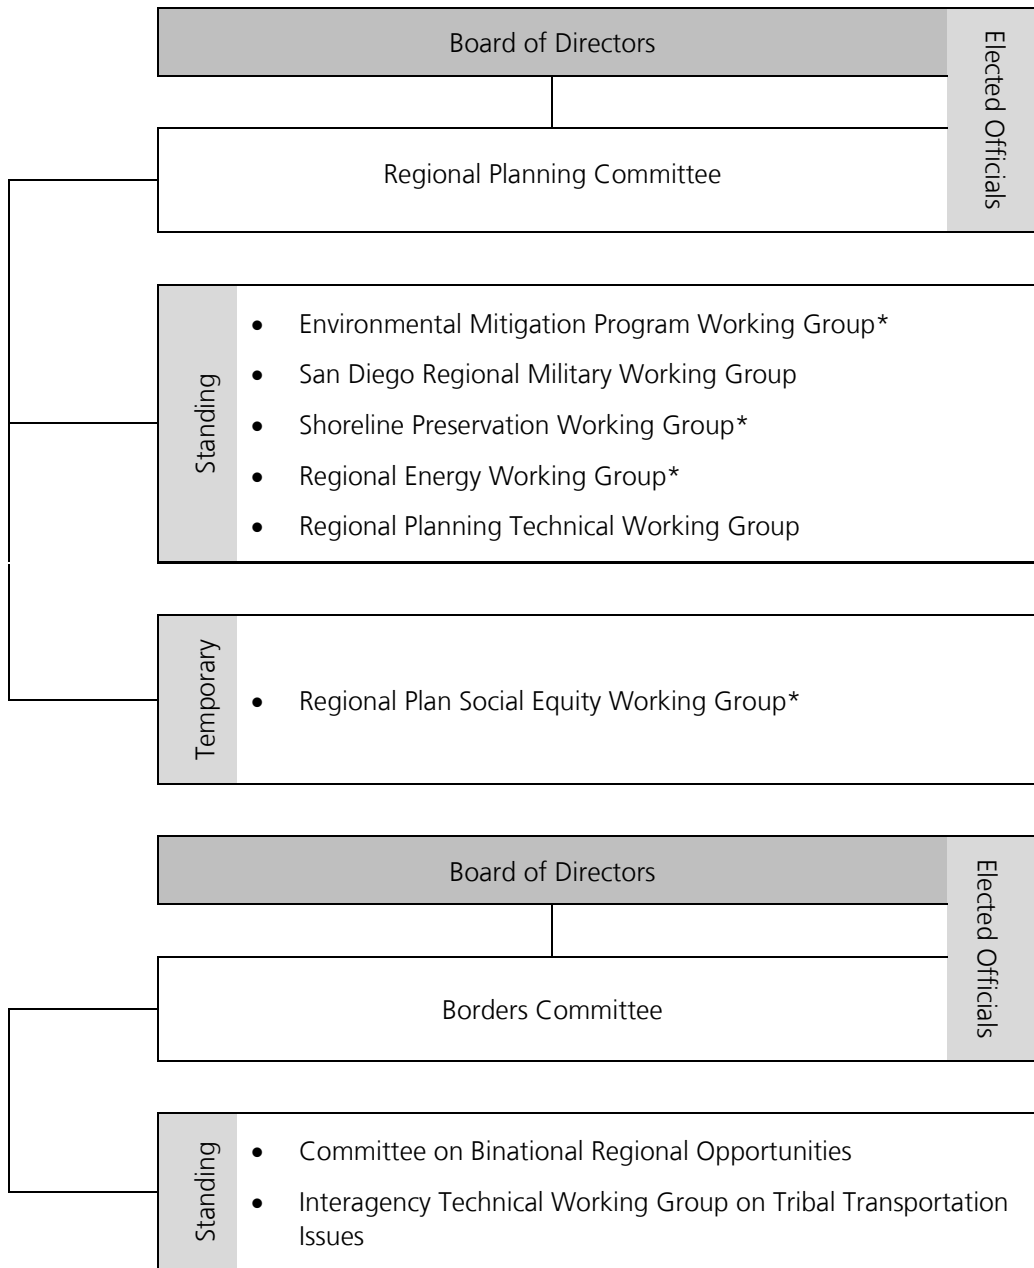 Board of Directors
Elected Officials
Regional Planning Committee
Standing
• Environmental Mitigation Program Working Group*
• San Diego Regional Military Working Group
• Shoreline Preservation Working Group*
• Regional Energy Working Group*
• Regional Planning Technical Working Group
Temporary
• Regional Plan Social Equity Working Group*
Board of Directors
Elected Officials
Borders Committee
Standing
• Committee on Binational Regional Opportunities
• Interagency Technical Working Group on Tribal Transportation
Issues